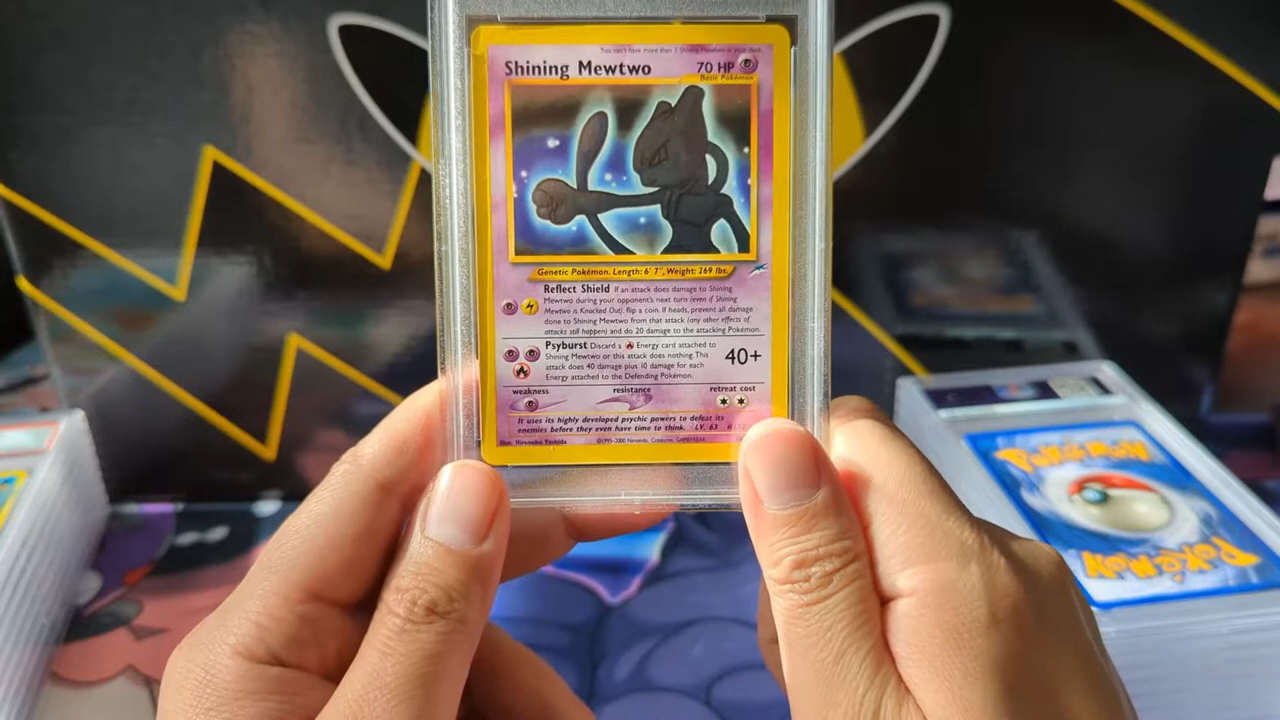 You can't have more than 1 Shining Mewtwo in your deck.
Shining Mewtwo 70 HP
Basic Pokémon
Genetic Pokémon. Length: 6' 7", Weight: 269 lbs.
Reflect Shield If an attack does damage to Shining
Mewtwo during your opponent's next turn (even if Shining
Mewtwo is Knocked Out), flip a coin. If heads, prevent all damage
done to Shining Mewtwo from that attack (any other effects of
attacks still happen) and do 20 damage to the attacking Pokémon.
Psyburst Discard a Energy card attached to
Shining Mewtwo or this attack does nothing. This
attack does 40 damage plus 10 damage for each
Energy attached to the Defending Pokémon.
40+
weakness resistance retreat cost
It uses its highly developed psychic powers to defeat its
enemies before they even have time to think. LV. 63 #150
Illus. Hironobu Yoshida ©1995-2000 Nintendo, Creatures, GAMEFREAK.
POKéMON
POKéMON